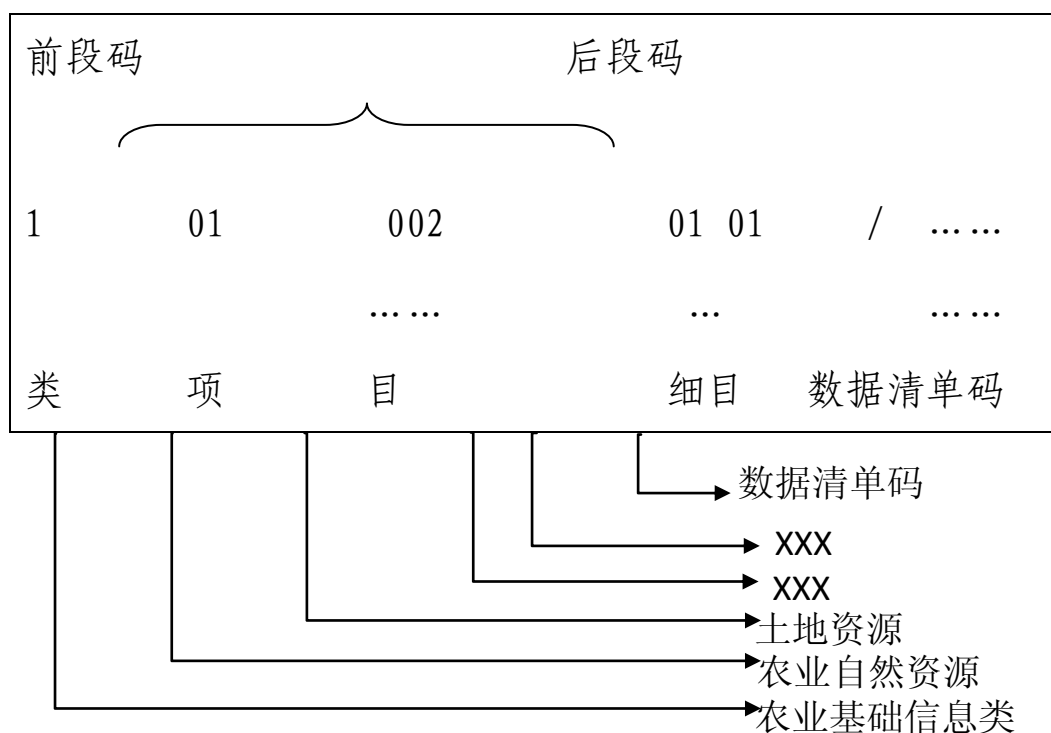 前段码 后段码
1 01 002 01 01 / ……
…… … ……
类 项 目 细目 数据清单码
数据清单码
XXX
XXX
土地资源
农业自然资源
农业基础信息类